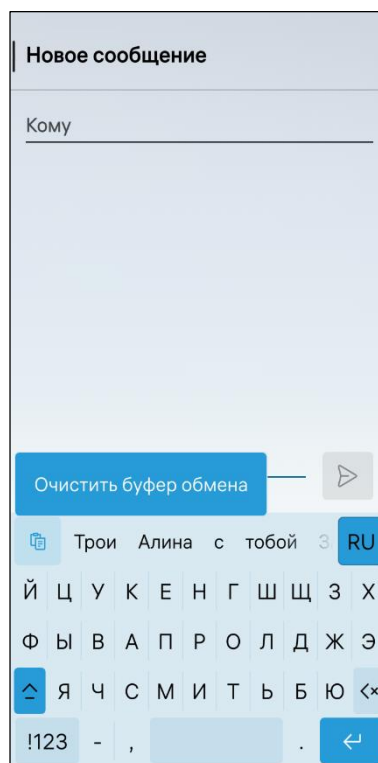 Новое сообщение
Кому
Очистить буфер обмена
Трои Алина с тобой З RU
Й Ц У К Е Н Г Ш Щ З Х
Ф Ы В А П Р О Л Д Ж Э
Я Ч С М И Т Ь Б Ю
!123 - , .